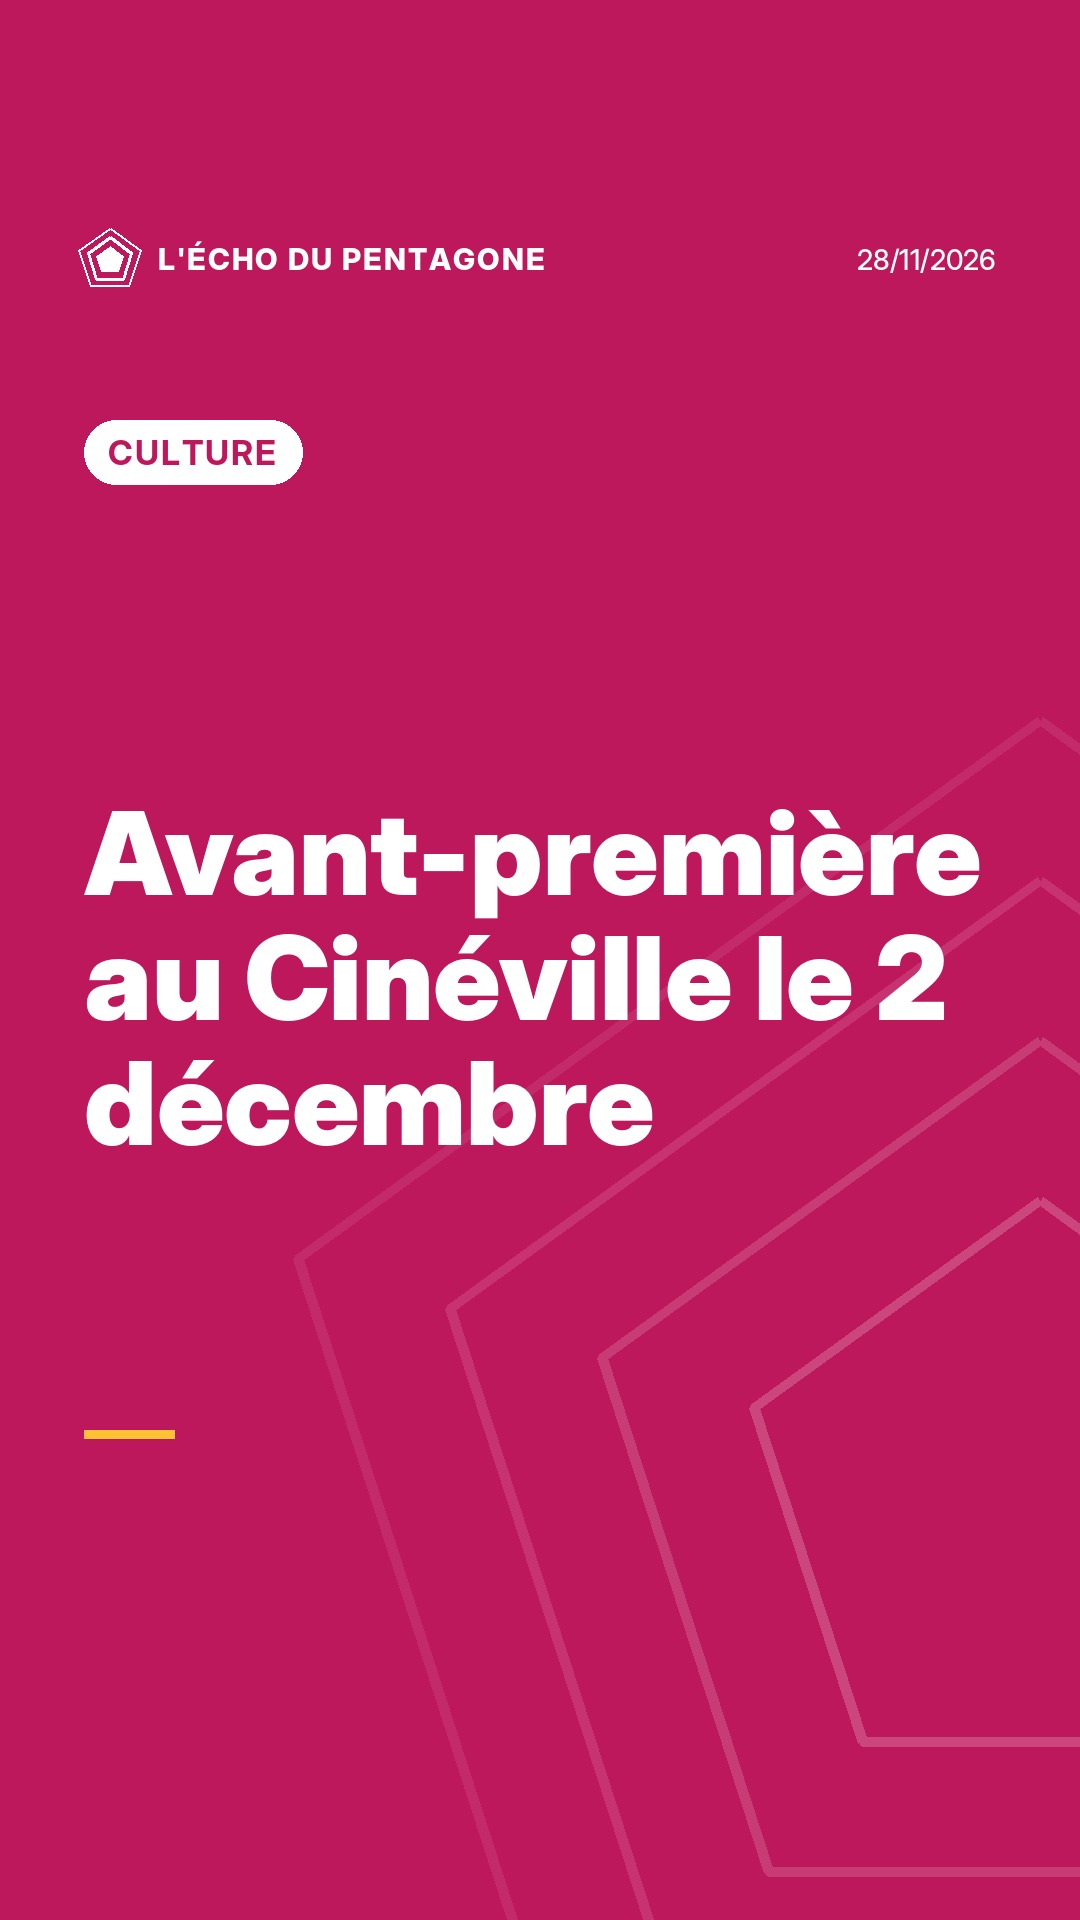 L'ÉCHO DU PENTAGONE
28/11/2026
CULTURE
Avant-première
au Cinéville le 2
décembre